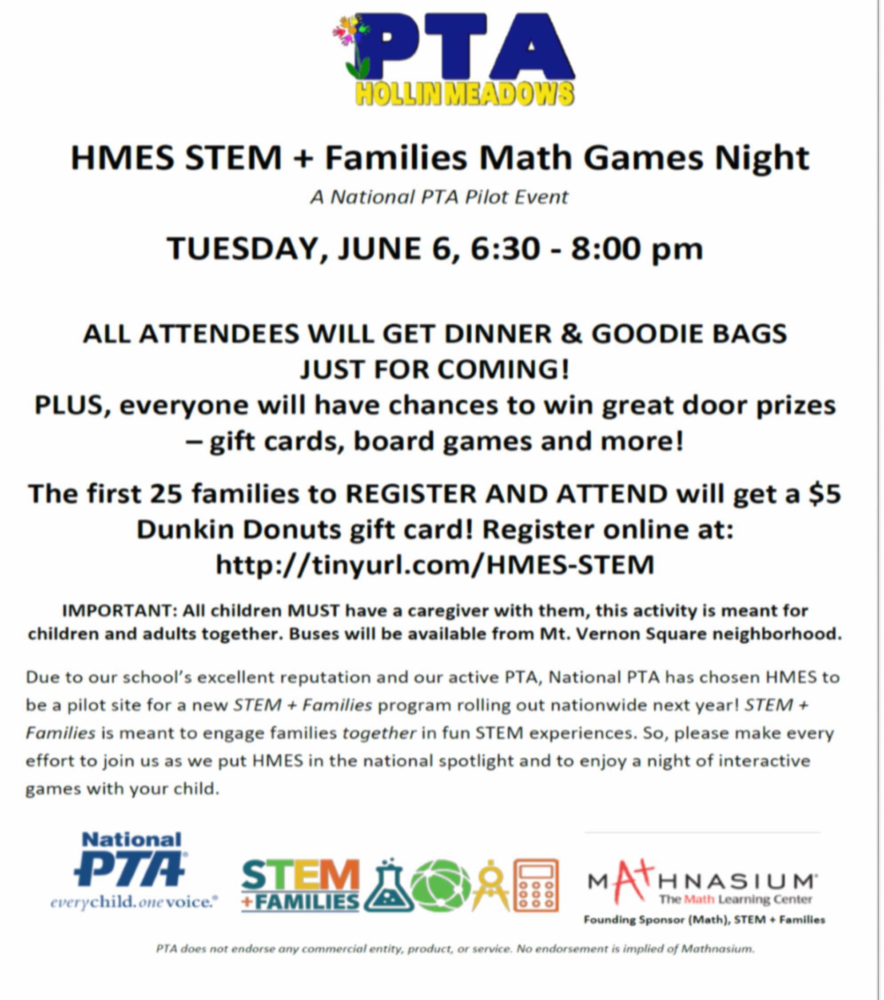 PTA
HOLLIN MEADOWS
HMES STEM + Families Math Games Night
A National PTA Pilot Event
TUESDAY, JUNE 6, 6:30 - 8:00 pm
ALL ATTENDEES WILL GET DINNER & GOODIE BAGS
JUST FOR COMING!
PLUS, everyone will have chances to win great door prizes
– gift cards, board games and more!
The first 25 families to REGISTER AND ATTEND will get a $5
Dunkin Donuts gift card! Register online at:
http://tinyurl.com/HMES-STEM
IMPORTANT: All children MUST have a caregiver with them, this activity is meant for
children and adults together. Buses will be available from Mt. Vernon Square neighborhood.
Due to our school’s excellent reputation and our active PTA, National PTA has chosen HMES to
be a pilot site for a new STEM + Families program rolling out nationwide next year! STEM +
Families is meant to engage families together in fun STEM experiences. So, please make every
effort to join us as we put HMES in the national spotlight and to enjoy a night of interactive
games with your child.
National
PTA®
everychild.onevoice.®
STEM
+FAMILIES
MATHNASIUM®
The Math Learning Center
Founding Sponsor (Math), STEM + Families
PTA does not endorse any commercial entity, product, or service. No endorsement is implied of Mathnasium.